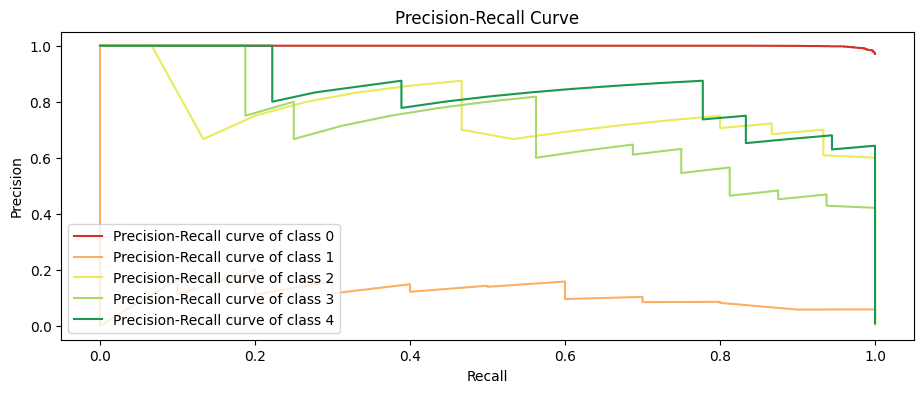 Precision-Recall Curve
Precision
1.0
0.8
0.6
0.4
0.2
0.0
Precision-Recall curve of class 0
Precision-Recall curve of class 1
Precision-Recall curve of class 2
Precision-Recall curve of class 3
Precision-Recall curve of class 4
0.0 0.2 0.4 0.6 0.8 1.0
Recall